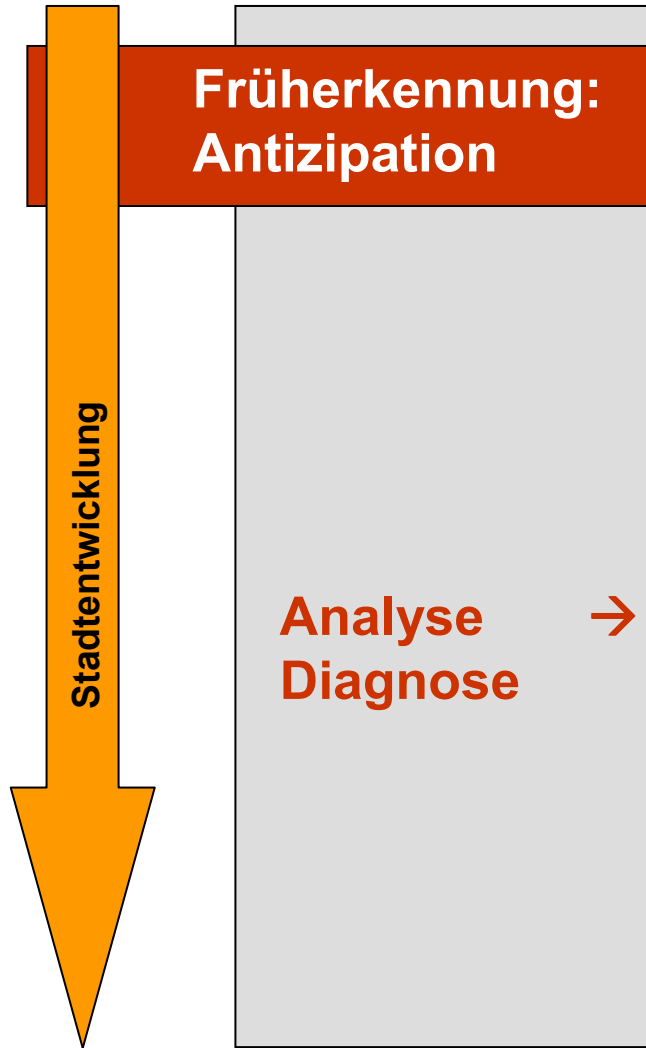 Früherkennung:
Antizipation
Stadtentwicklung
Analyse →
Diagnose